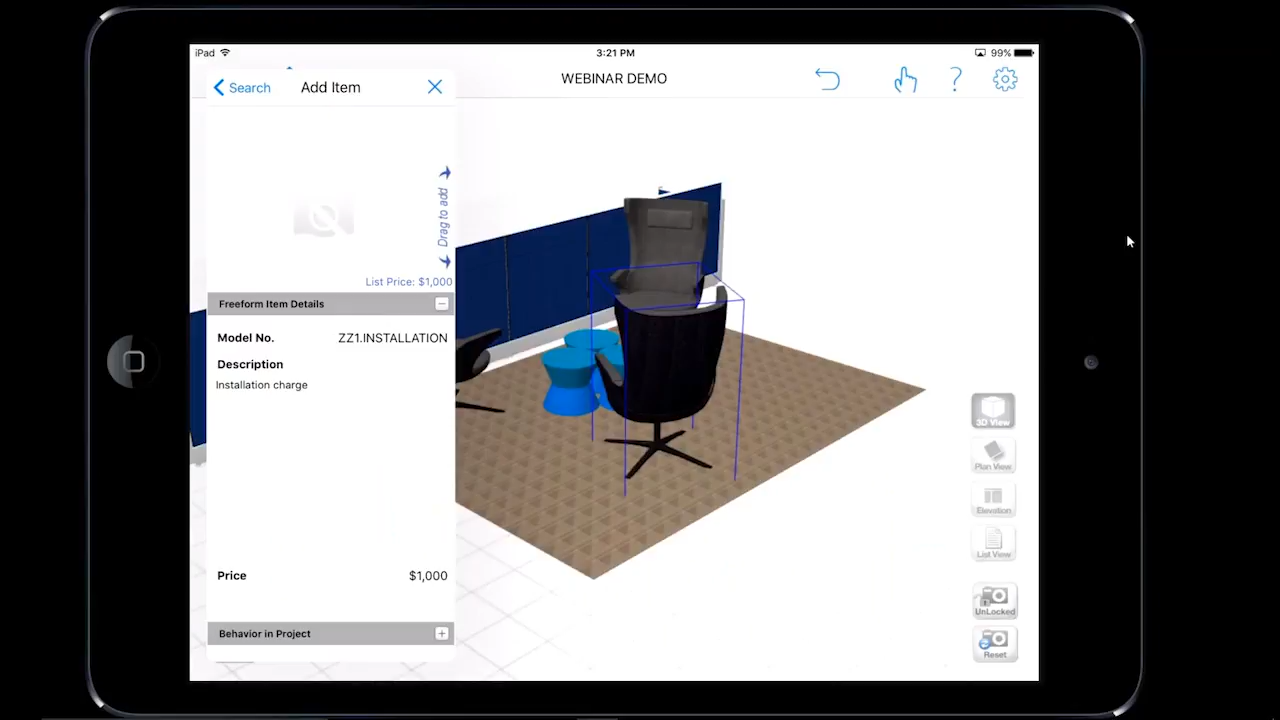 iPad
3:21 PM
99%
Search
Add Item
WEBINAR DEMO
Drag to add
List Price: $1,000
Freeform Item Details
Model No.
ZZ1.INSTALLATION
Description
Installation charge
Price
$1,000
Behavior in Project
3D View
Plan View
Elevation
List View
UnLocked
Reset